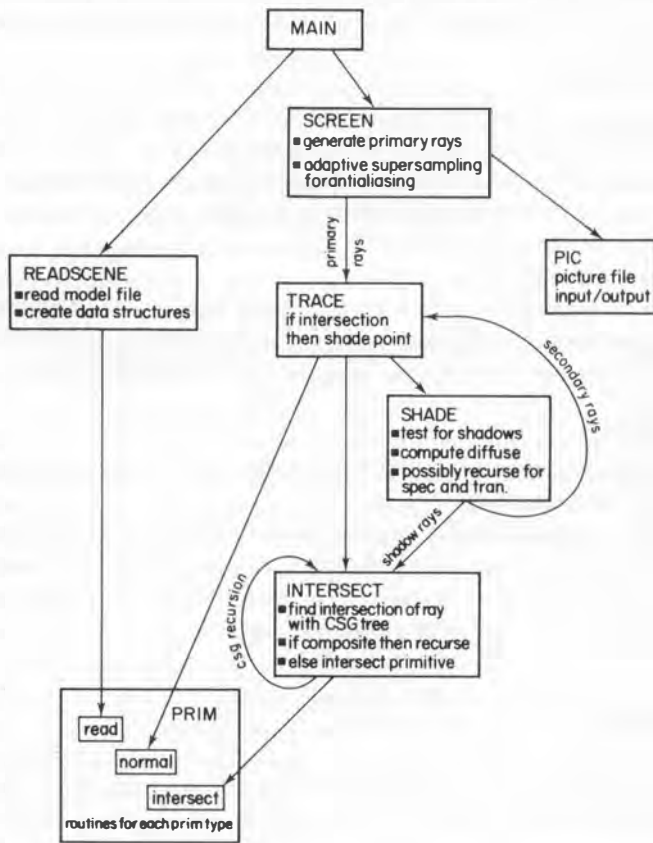 MAIN
SCREEN
▪ generate primary rays
▪ adaptive supersampling
forantialiasing
primary
rays
PIC
picture file
input/output
READSCENE
▪ read model file
▪ create data structures
TRACE
if intersection
then shade point
secondary rays
SHADE
▪ test for shadows
▪ compute diffuse
▪ possibly recurse for
spec and tran.
shadow rays
csg recursion
INTERSECT
▪ find intersection of ray
with CSG tree
▪ if composite then recurse
▪ else intersect primitive
PRIM
read
normal
intersect
routines for each prim type